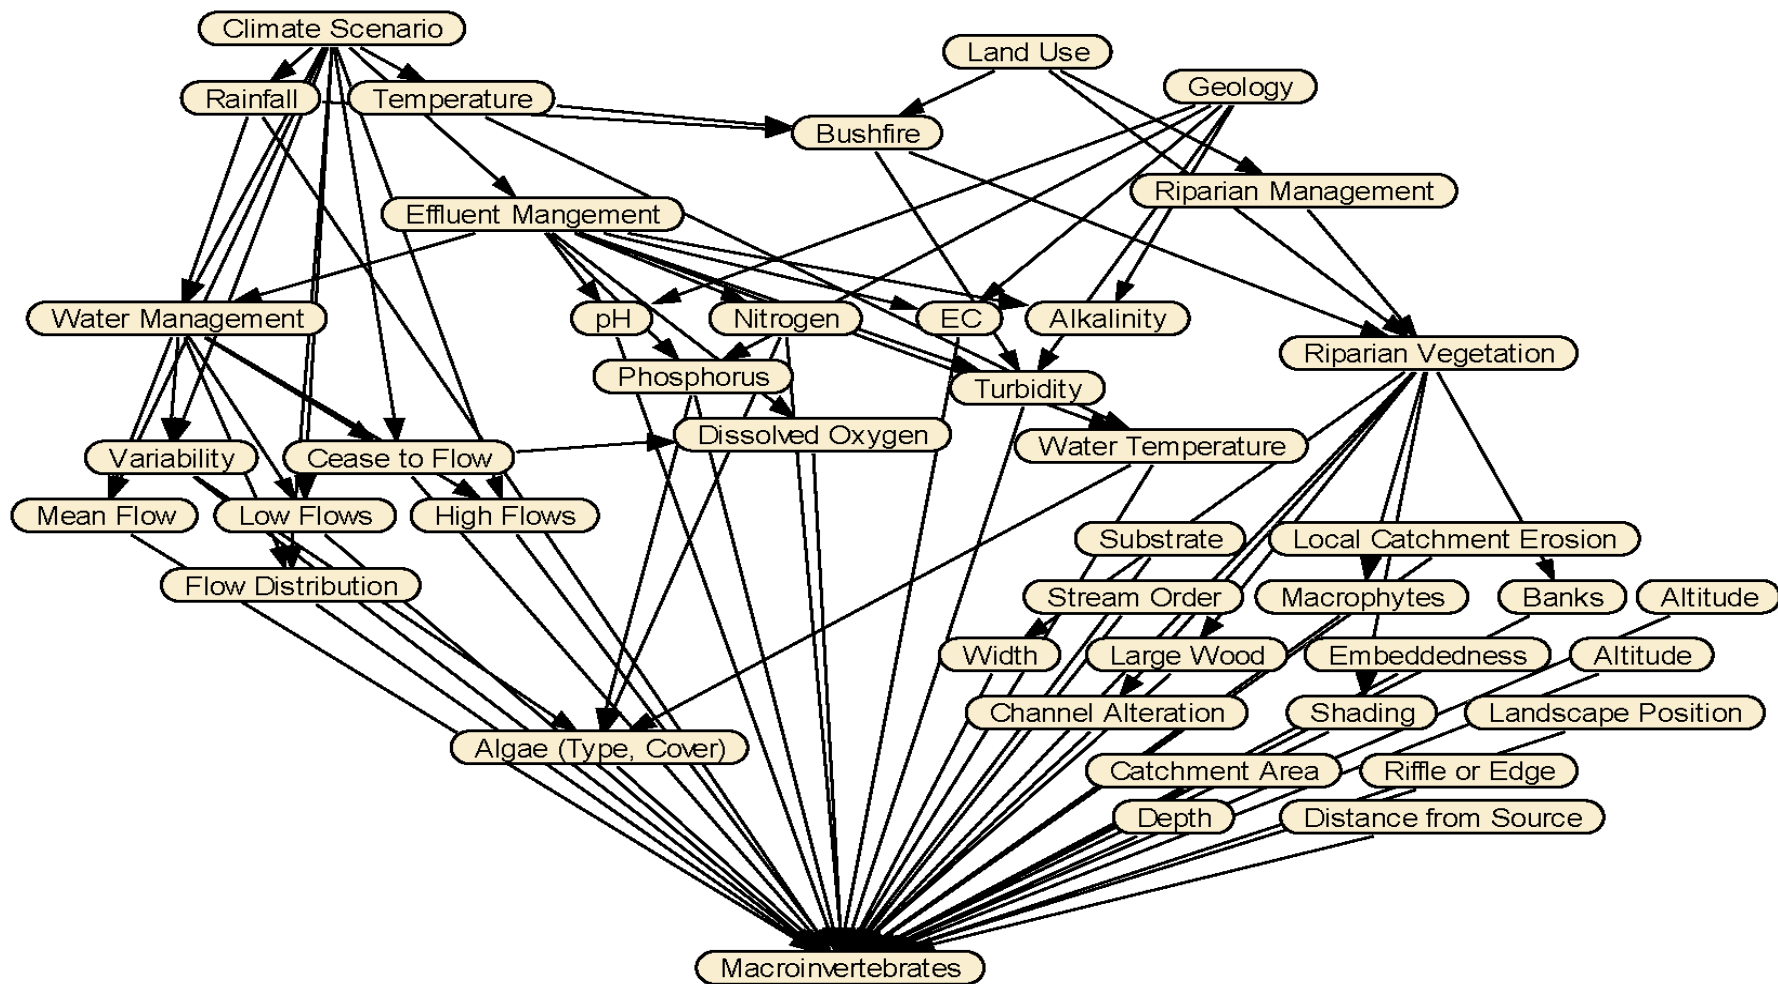 Climate Scenario
Land Use
Geology
Rainfall
Temperature
Bushfire
Riparian Management
Effluent Mangement
Water Management
pH
Nitrogen
EC
Alkalinity
Riparian Vegetation
Phosphorus
Turbidity
Dissolved Oxygen
Water Temperature
Variability
Cease to Flow
Mean Flow
Low Flows
High Flows
Substrate
Local Catchment Erosion
Flow Distribution
Stream Order
Macrophytes
Banks
Altitude
Width
Large Wood
Embeddedness
Altitude
Channel Alteration
Shading
Landscape Position
Algae (Type, Cover)
Catchment Area
Riffle or Edge
Depth
Distance from Source
Macroinvertebrates